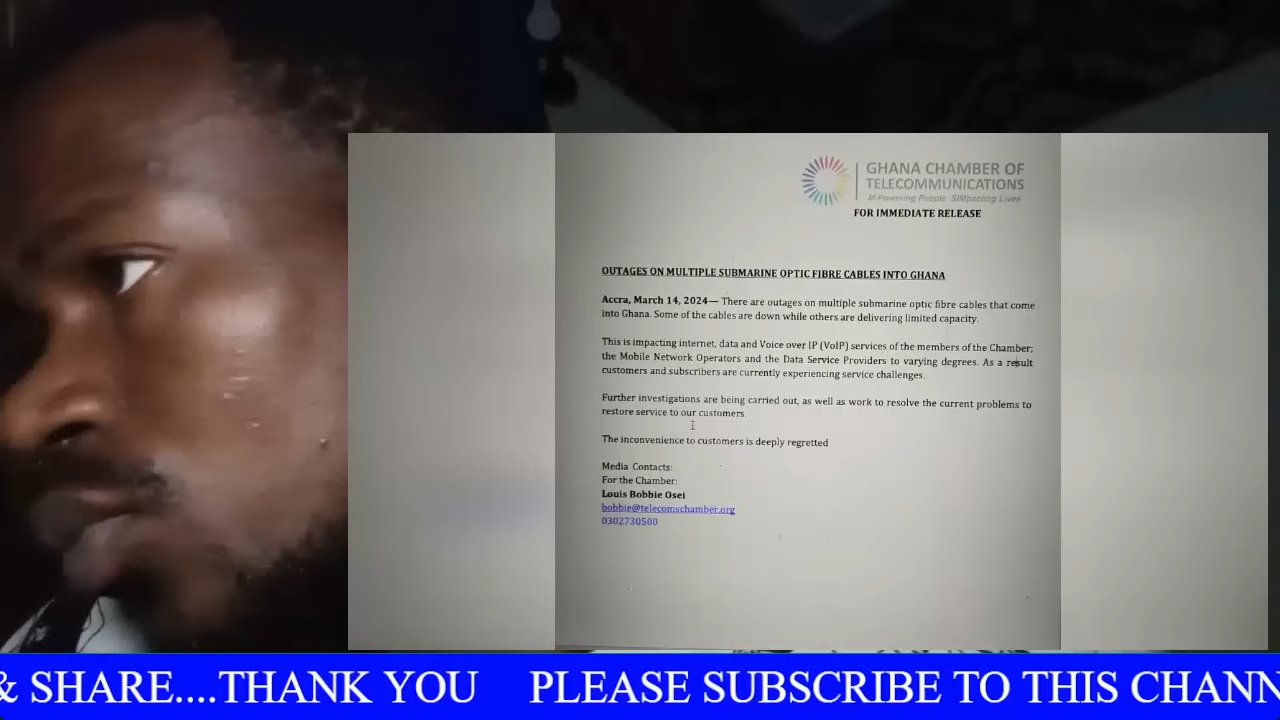 GHANA CHAMBER OF
TELECOMMUNICATIONS
M-Powering People. SIMpacting Lives
FOR IMMEDIATE RELEASE
OUTAGES ON MULTIPLE SUBMARINE OPTIC FIBRE CABLES INTO GHANA
Accra, March 14, 2024— There are outages on multiple submarine optic fibre cables that come
into Ghana. Some of the cables are down while others are delivering limited capacity.
This is impacting internet, data and Voice over IP (VoIP) services of the members of the Chamber;
the Mobile Network Operators and the Data Service Providers to varying degrees. As a result
customers and subscribers are currently experiencing service challenges.
Further investigations are being carried out, as well as work to resolve the current problems to
restore service to our customers.
The inconvenience to customers is deeply regretted
Media Contacts:
For the Chamber:
Louis Bobbie Osei
bobbie@telecomschamber.org
0302730500
& SHARE....THANK YOU PLEASE SUBSCRIBE TO THIS CHANN